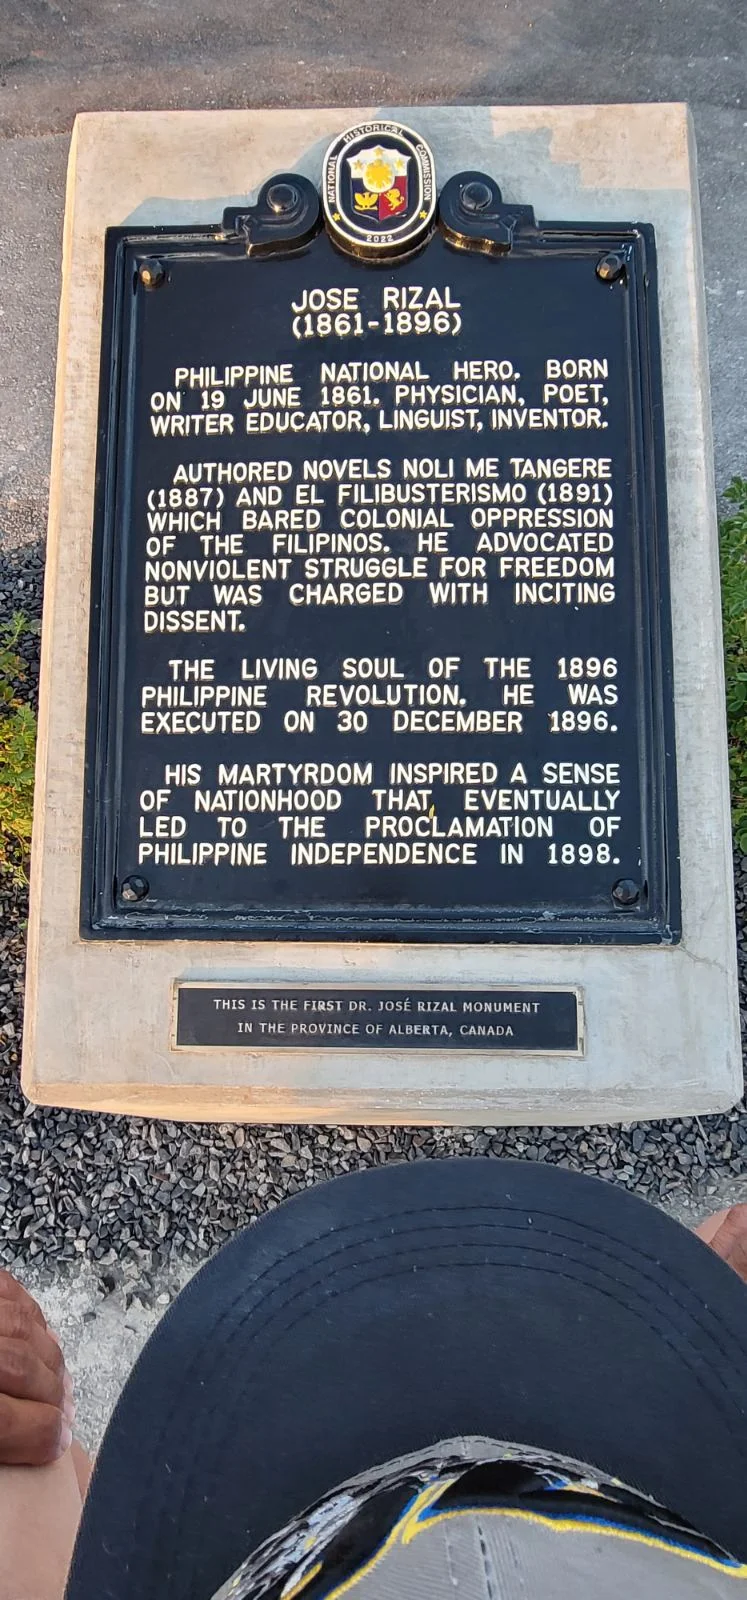 NATIONAL HISTORICAL COMMISSION
2022
JOSE RIZAL
(1861-1896)
PHILIPPINE NATIONAL HERO. BORN
ON 19 JUNE 1861. PHYSICIAN, POET,
WRITER EDUCATOR, LINGUIST, INVENTOR.
AUTHORED NOVELS NOLI ME TANGERE
(1887) AND EL FILIBUSTERISMO (1891)
WHICH BARED COLONIAL OPPRESSION
OF THE FILIPINOS. HE ADVOCATED
NONVIOLENT STRUGGLE FOR FREEDOM
BUT WAS CHARGED WITH INCITING
DISSENT.
THE LIVING SOUL OF THE 1896
PHILIPPINE REVOLUTION. HE WAS
EXECUTED ON 30 DECEMBER 1896.
HIS MARTYRDOM INSPIRED A SENSE
OF NATIONHOOD THAT EVENTUALLY
LED TO THE PROCLAMATION OF
PHILIPPINE INDEPENDENCE IN 1898.
THIS IS THE FIRST DR. JOSÉ RIZAL MONUMENT
IN THE PROVINCE OF ALBERTA, CANADA